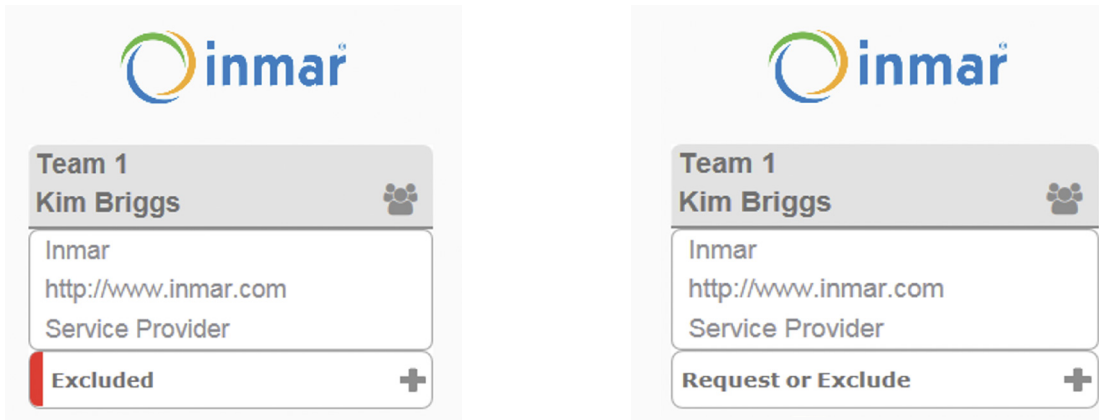 inmar®
Team 1
Kim Briggs
Inmar
http://www.inmar.com
Service Provider
Excluded
inmar®
Team 1
Kim Briggs
Inmar
http://www.inmar.com
Service Provider
Request or Exclude